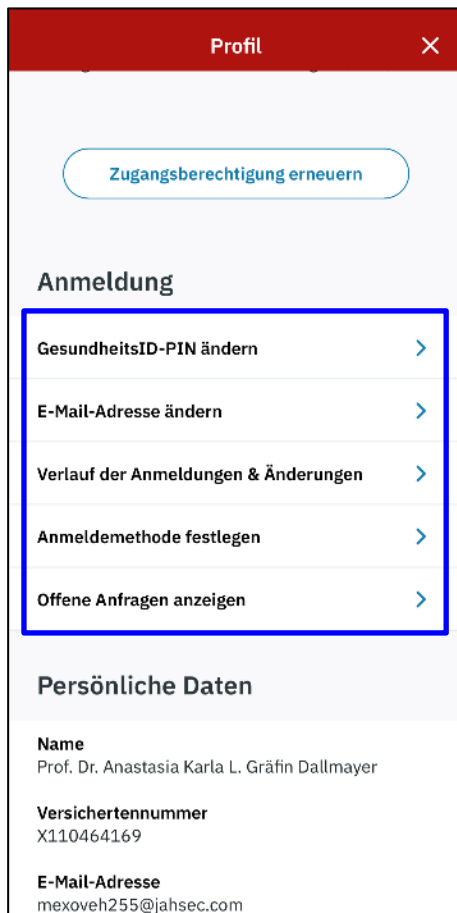 Profil
Zugangsberechtigung erneuern
Anmeldung
GesundheitsID-PIN ändern
E-Mail-Adresse ändern
Verlauf der Anmeldungen & Änderungen
Anmeldemethode festlegen
Offene Anfragen anzeigen
Persönliche Daten
Name
Prof. Dr. Anastasia Karla L. Gräfin Dallmayer
Versichertennummer
X110464169
E-Mail-Adresse
mexoveh255@jahsec.com